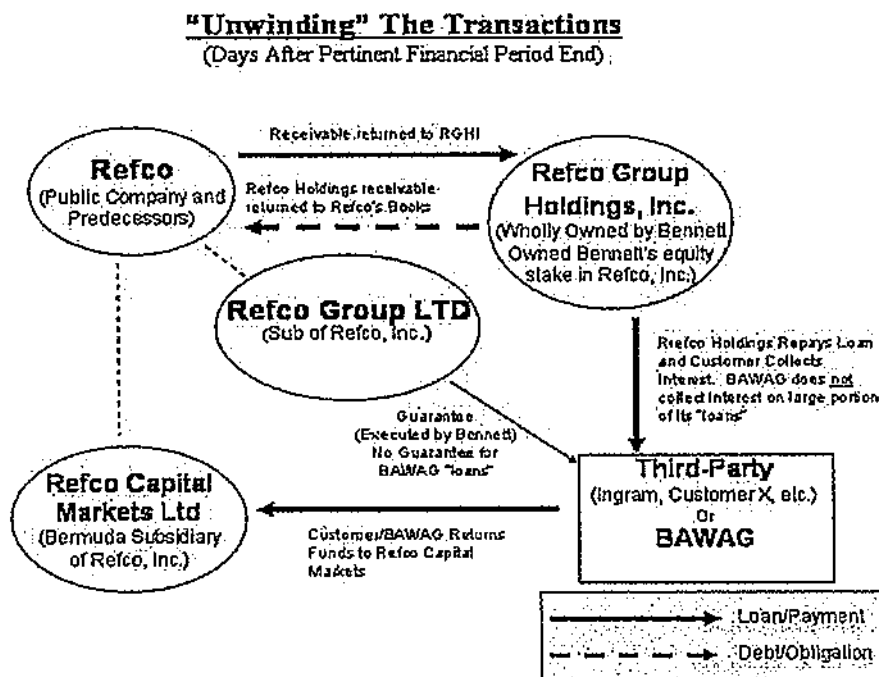 "Unwinding" The Transactions
(Days After Pertinent Financial Period End)
Receivable returned to RGHI
Refco
(Public Company and
Predecessors)
Refco Holdings receivable
returned to Refco's Books
Refco Group
Holdings, Inc.
(Wholly Owned by Bennett
Owned Bennett's equity
stake in Refco, Inc.)
Refco Group LTD
(Sub of Refco, Inc.)
Refco Holdings Repays Loan
and Customer Collects
Interest. BAWAG does not
collect interest on large portion
of its "loans"
Guarantee
(Executed by Bennett)
No Guarantee for
BAWAG "loans"
Refco Capital
Markets Ltd
(Bermuda Subsidiary
of Refco, Inc.)
Third-Party
(Ingram, Customer X, etc.)
Or
BAWAG
Customer/BAWAG Returns
Funds to Refco Capital
Markets
Loan/Payment
Debt/Obligation